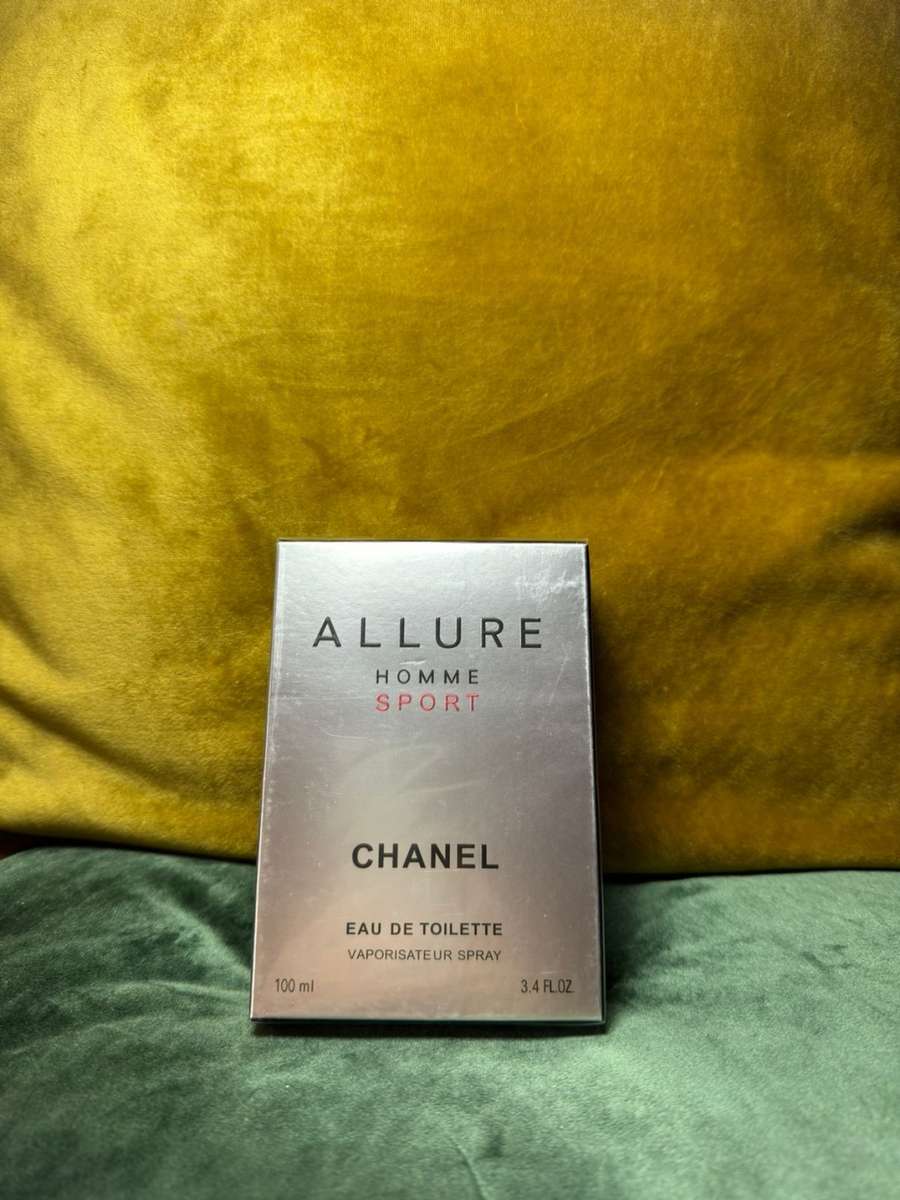 ALLURE
HOMME
SPORT
CHANEL
EAU DE TOILETTE
VAPORISATEUR SPRAY
100 ml 3.4 FL.OZ.